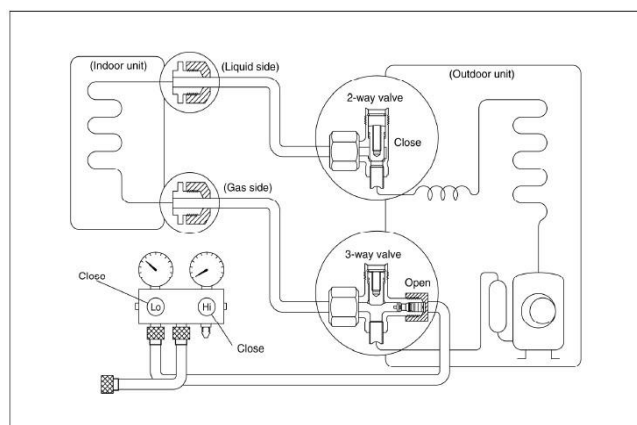 (Indoor unit)
(Liquid side)
(Outdoor unit)
2-way valve
Close
(Gas side)
3-way valve
Open
Close
Lo
Hi
Close